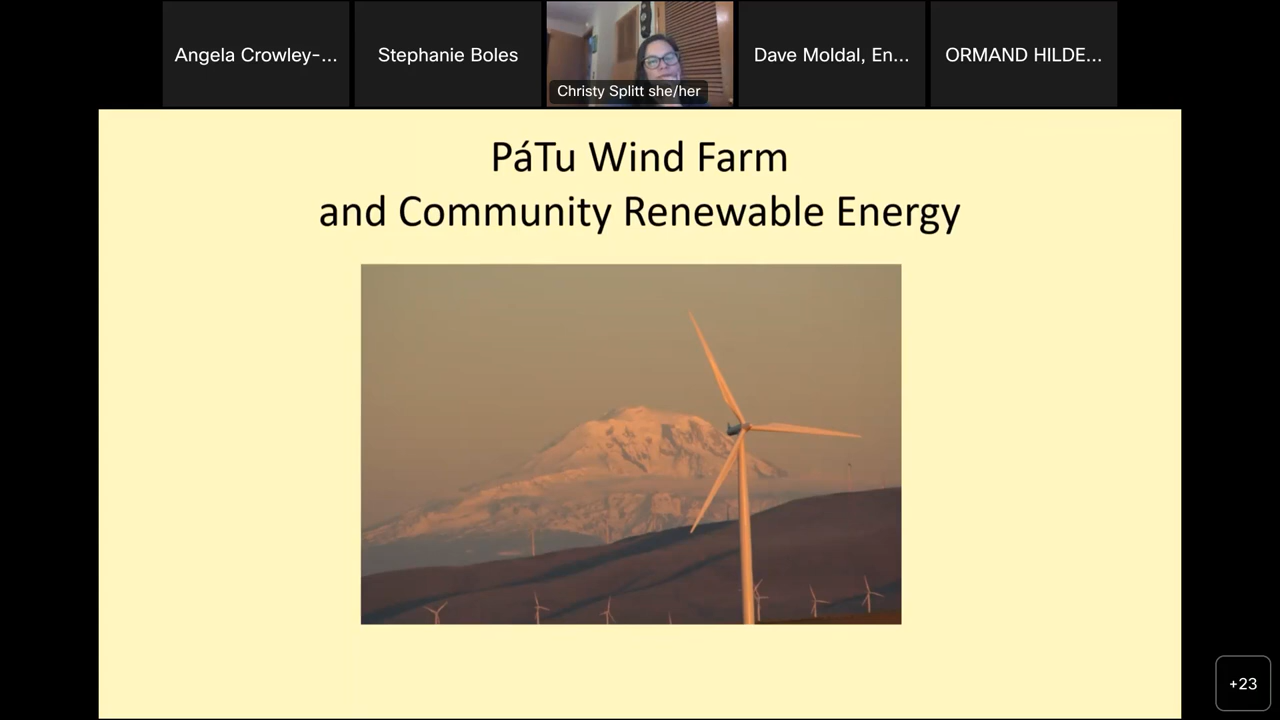 Angela Crowley-...
Stephanie Boles
Christy Splitt she/her
Dave Moldal, En...
ORMAND HILDE...
PáTu Wind Farm
and Community Renewable Energy
+23